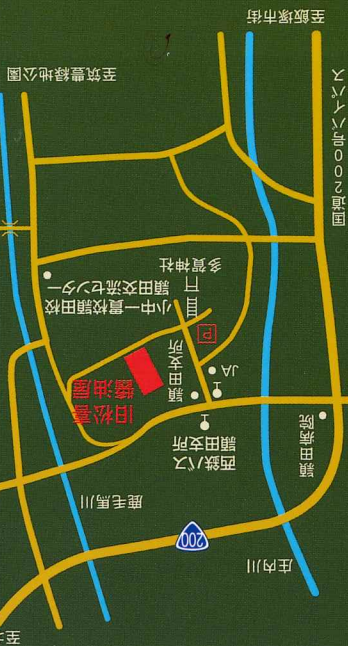 庄内川
至
200
鹿毛馬川
頴田病院
西鉄バス
頴田支所
旧松喜
醤油屋
頴田支所
JA
P
小中一貫校頴田校
頴田交流センター
多賀神社
国道200号バイパス
至筑豊緑地公園
至飯塚市街